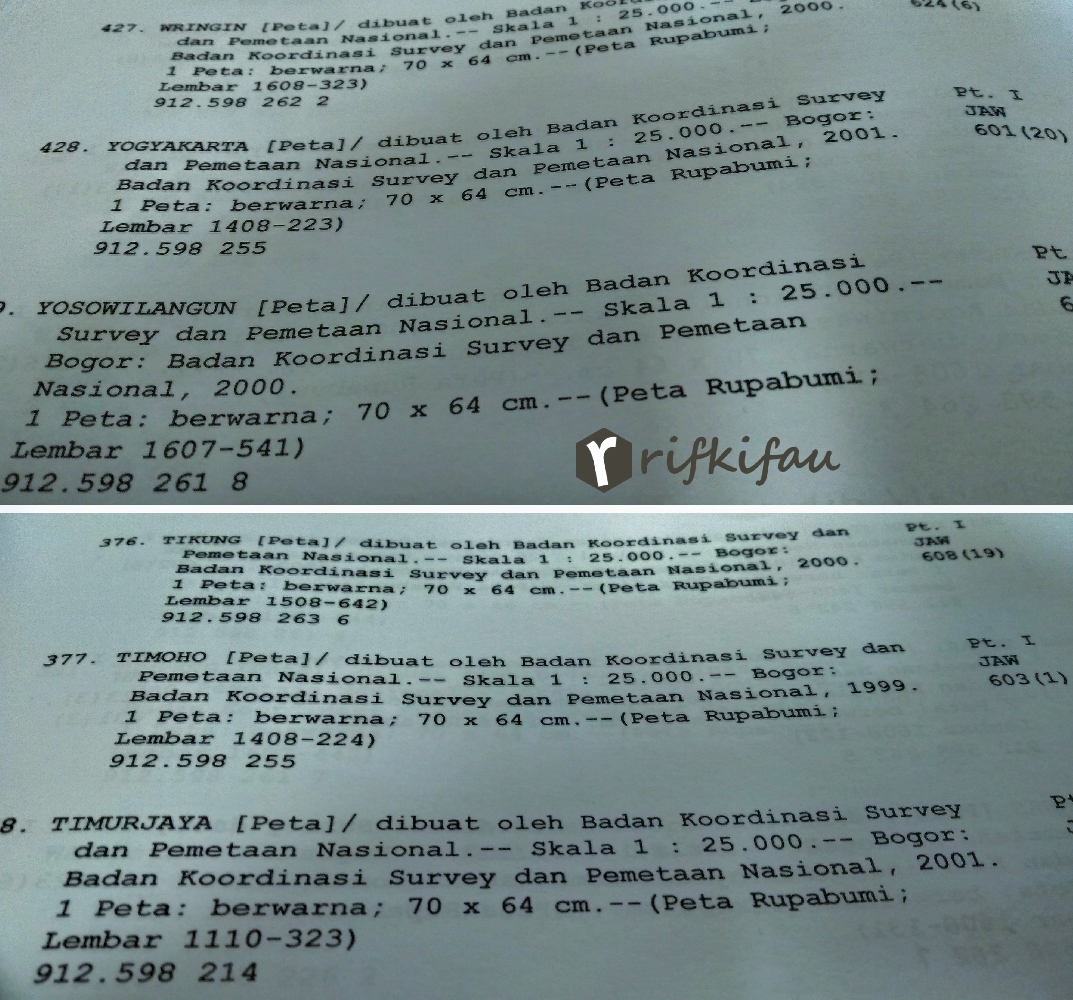 427. WRINGIN [Peta]/ dibuat oleh Badan
dan Pemetaan Nasional.-- Skala 1 : 25.000.--
Badan Koordinasi Survey dan Pemetaan Nasional, 2000.
1 Peta: berwarna; 70 x 64 cm.--(Peta Rupabumi;
Lembar 1608-323)
912.598 262 2
624(6)
428. YOGYAKARTA [Peta]/ dibuat oleh Badan Koordinasi Survey
dan Pemetaan Nasional.-- Skala 1 : 25.000.-- Bogor:
Badan Koordinasi Survey dan Pemetaan Nasional, 2001.
1 Peta: berwarna; 70 x 64 cm.--(Peta Rupabumi;
Lembar 1408-223)
912.598 255
Pt. I
JAW
601(20)
9. YOSOWILANGUN [Peta]/ dibuat oleh Badan Koordinasi
Survey dan Pemetaan Nasional.-- Skala 1 : 25.000.--
Bogor: Badan Koordinasi Survey dan Pemetaan
Nasional, 2000.
1 Peta: berwarna; 70 x 64 cm.--(Peta Rupabumi;
Lembar 1607-541)
912.598 261 8
Pt
JA
6
r rifkifau
376. TIKUNG [Peta]/ dibuat oleh Badan Koordinasi Survey dan
Pemetaan Nasional.-- Skala 1 : 25.000.-- Bogor:
Badan Koordinasi Survey dan Pemetaan Nasional, 2000.
1 Peta: berwarna; 70 x 64 cm.--(Peta Rupabumi;
Lembar 1508-642)
912.598 263 6
Pt. I
JAW
608(19)
377. TIMOHO [Peta]/ dibuat oleh Badan Koordinasi Survey dan
Pemetaan Nasional.-- Skala 1 : 25.000.-- Bogor:
Badan Koordinasi Survey dan Pemetaan Nasional, 1999.
1 Peta: berwarna; 70 x 64 cm.--(Peta Rupabumi;
Lembar 1408-224)
912.598 255
Pt. I
JAW
603(1)
8. TIMURJAYA [Peta]/ dibuat oleh Badan Koordinasi Survey
dan Pemetaan Nasional.-- Skala 1 : 25.000.-- Bogor:
Badan Koordinasi Survey dan Pemetaan Nasional, 2001.
1 Peta: berwarna; 70 x 64 cm.--(Peta Rupabumi;
Lembar 1110-323)
912.598 214